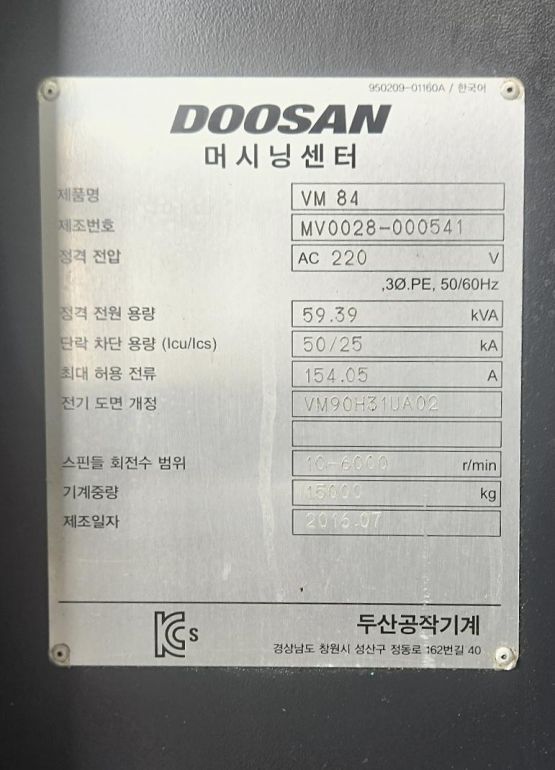 950209-01160A / 한국어
DOOSAN
머시닝센터
제품명 VM 84
제조번호 MV0028-000541
정격 전압 AC 220 V
,3Ø.PE, 50/60Hz
정격 전원 용량 59.39 kVA
단락 차단 용량 (Icu/Ics) 50/25 kA
최대 허용 전류 154.05 A
전기 도면 개정 VM90H31UA02
스핀들 회전수 범위 10-6000 r/min
기계중량 15000 kg
제조일자 2016.07
KCs
두산공작기계
경상남도 창원시 성산구 정동로 162번길 40